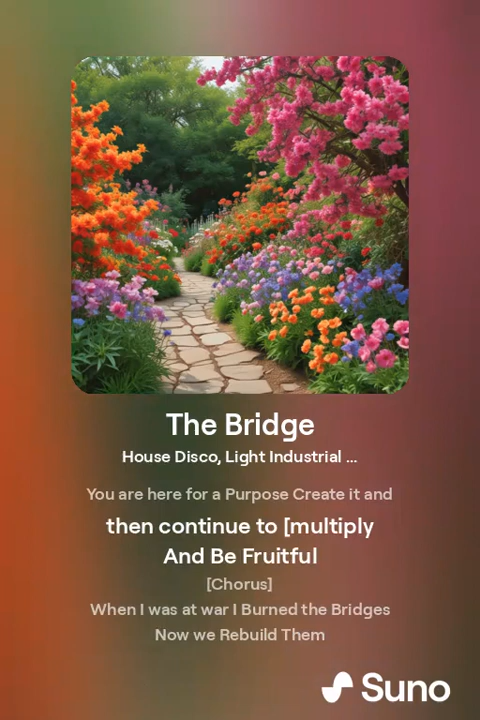 The Bridge
House Disco, Light Industrial ...
You are here for a Purpose Create it and
then continue to [multiply
And Be Fruitful
[Chorus]
When I was at war I Burned the Bridges
Now we Rebuild Them
Suno